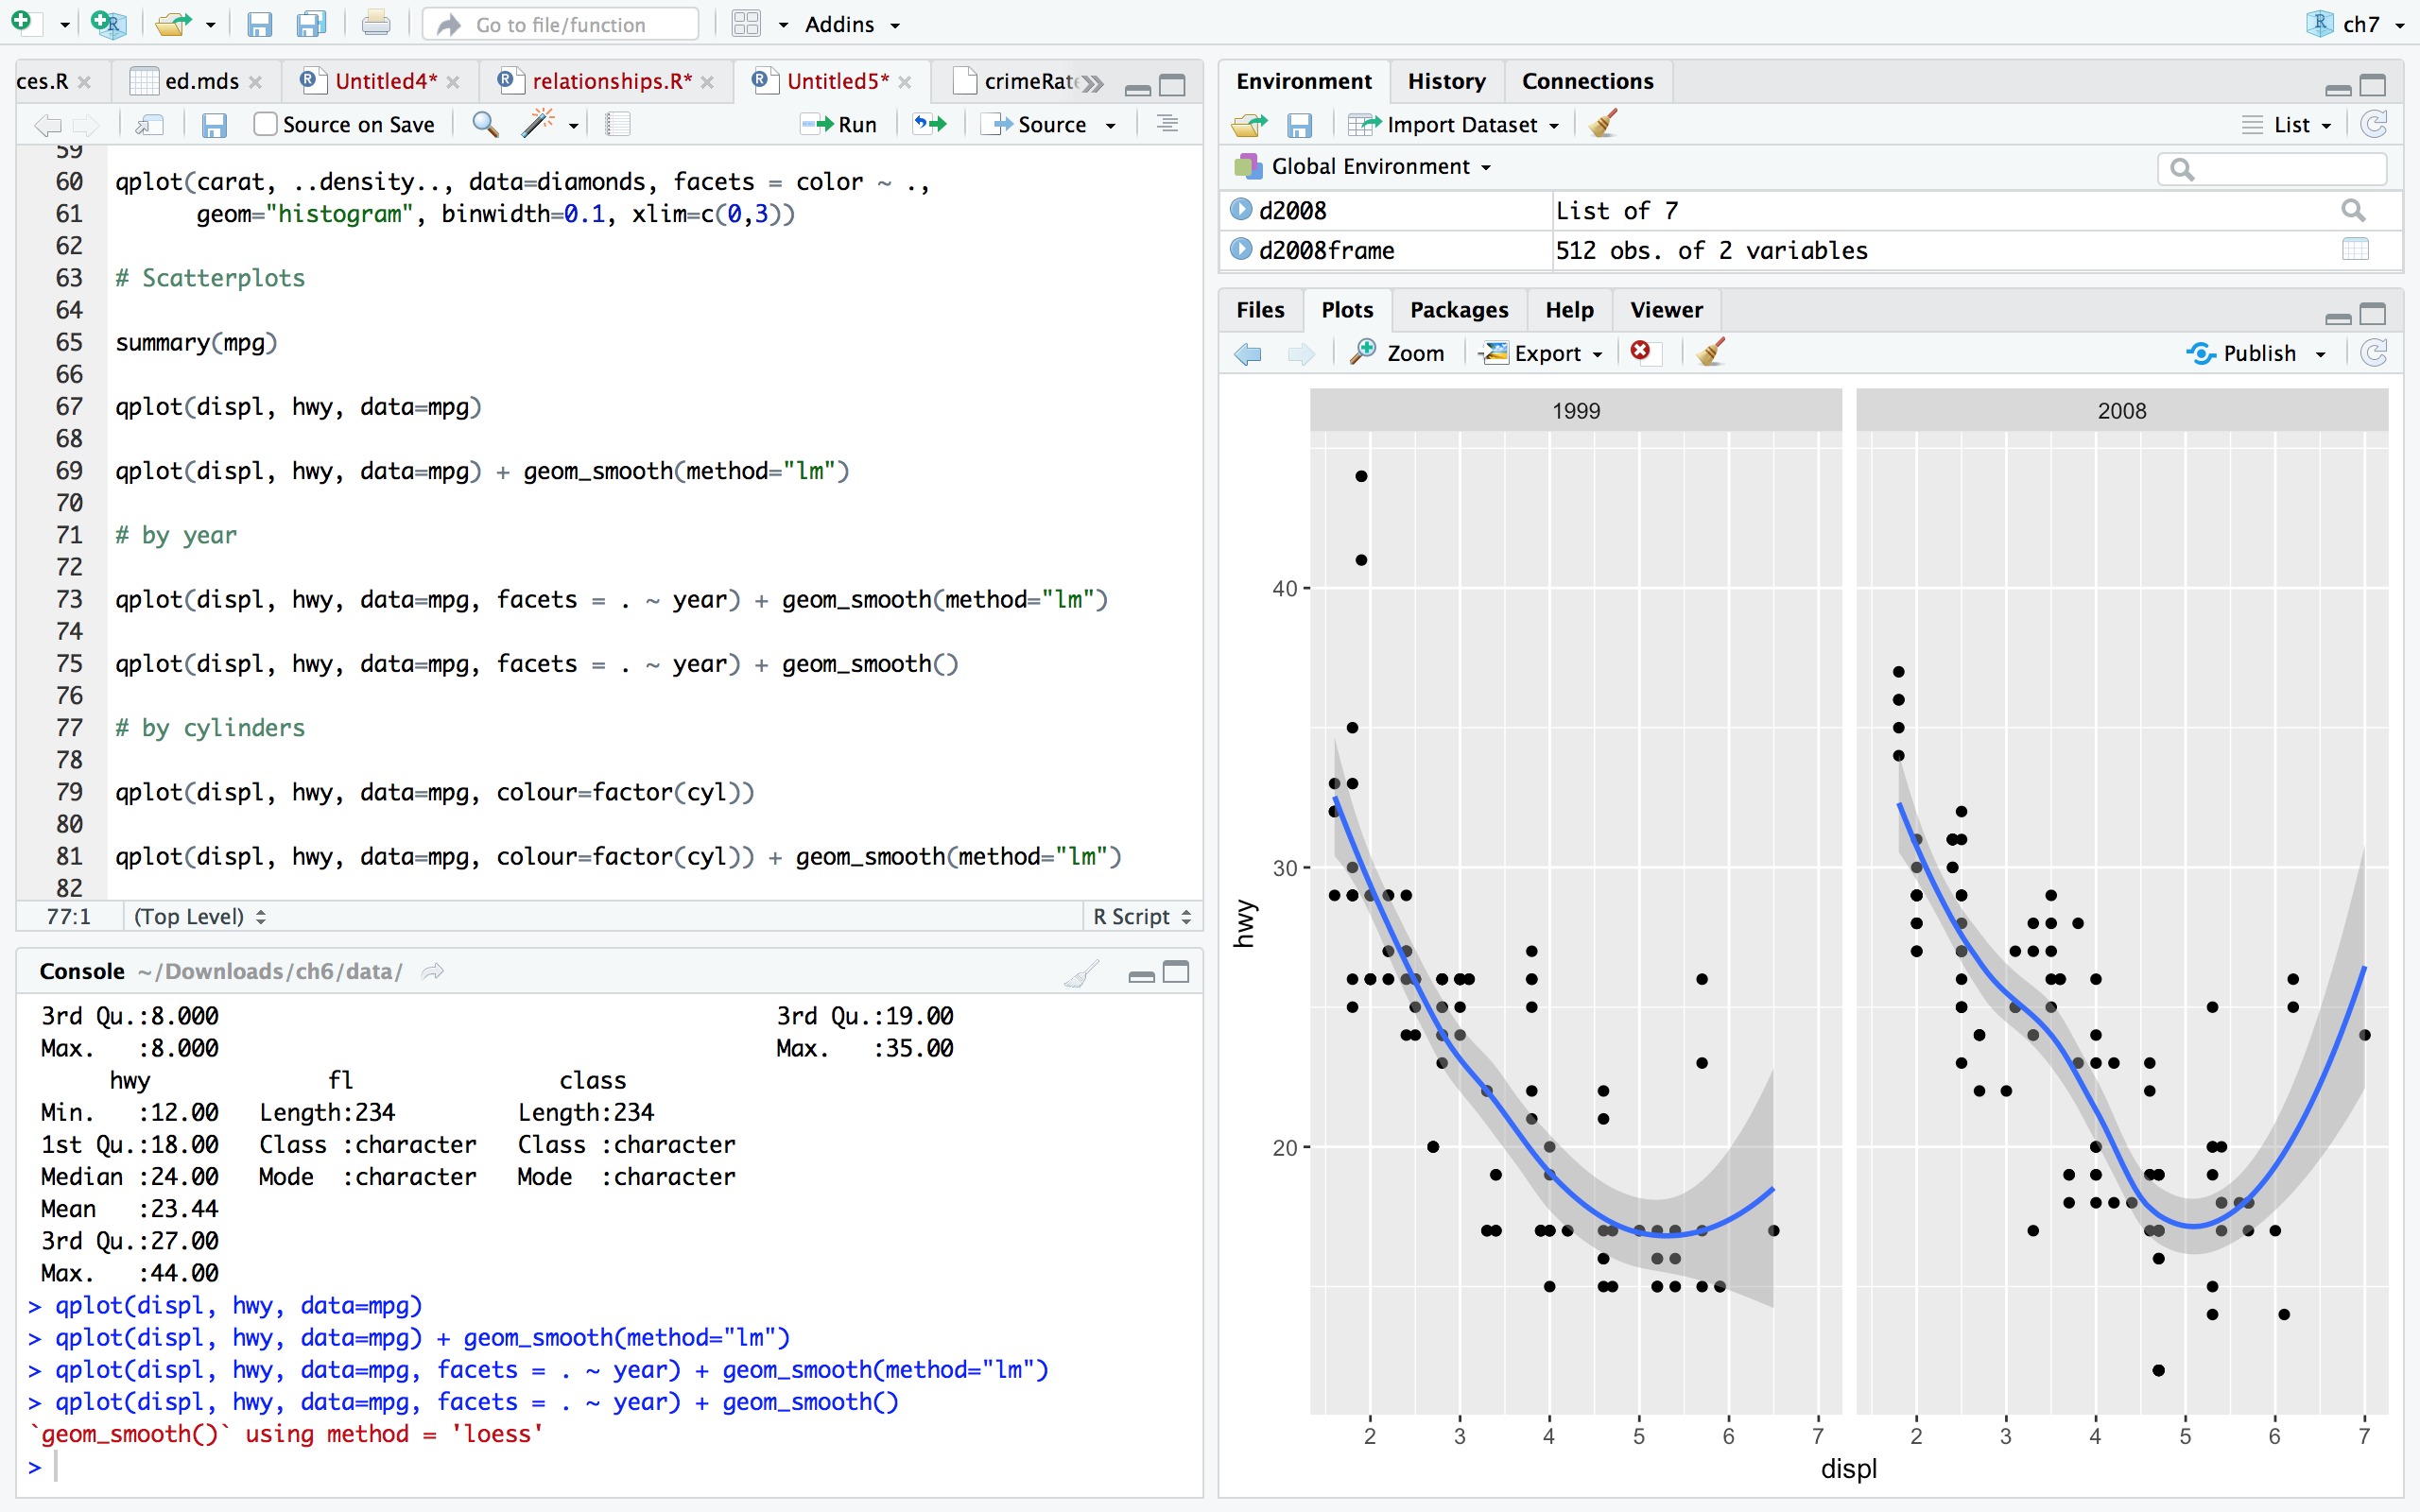 Go to file/function
Addins
ch7
ces.R
ed.mds
Untitled4*
relationships.R*
Untitled5*
crimeRat
Source on Save
Run
Source
59
60 qplot(carat, ..density.., data=diamonds, facets = color ~ .,
61 geom="histogram", binwidth=0.1, xlim=c(0,3))
62
63 # Scatterplots
64
65 summary(mpg)
66
67 qplot(displ, hwy, data=mpg)
68
69 qplot(displ, hwy, data=mpg) + geom_smooth(method="lm")
70
71 # by year
72
73 qplot(displ, hwy, data=mpg, facets = . ~ year) + geom_smooth(method="lm")
74
75 qplot(displ, hwy, data=mpg, facets = . ~ year) + geom_smooth()
76
77 # by cylinders
78
79 qplot(displ, hwy, data=mpg, colour=factor(cyl))
80
81 qplot(displ, hwy, data=mpg, colour=factor(cyl)) + geom_smooth(method="lm")
82
77:1 (Top Level) R Script
Console ~/Downloads/ch6/data/
3rd Qu.:8.000 3rd Qu.:19.00
Max. :8.000 Max. :35.00
hwy fl class
Min. :12.00 Length:234 Length:234
1st Qu.:18.00 Class :character Class :character
Median :24.00 Mode :character Mode :character
Mean :23.44
3rd Qu.:27.00
Max. :44.00
> qplot(displ, hwy, data=mpg)
> qplot(displ, hwy, data=mpg) + geom_smooth(method="lm")
> qplot(displ, hwy, data=mpg, facets = . ~ year) + geom_smooth(method="lm")
> qplot(displ, hwy, data=mpg, facets = . ~ year) + geom_smooth()
`geom_smooth()` using method = 'loess'
>
Environment History Connections
Import Dataset List
Global Environment
d2008 List of 7
d2008frame 512 obs. of 2 variables
Files Plots Packages Help Viewer
Zoom Export Publish
1999 2008
40
30
20
hwy
2 3 4 5 6 7 2 3 4 5 6 7
displ